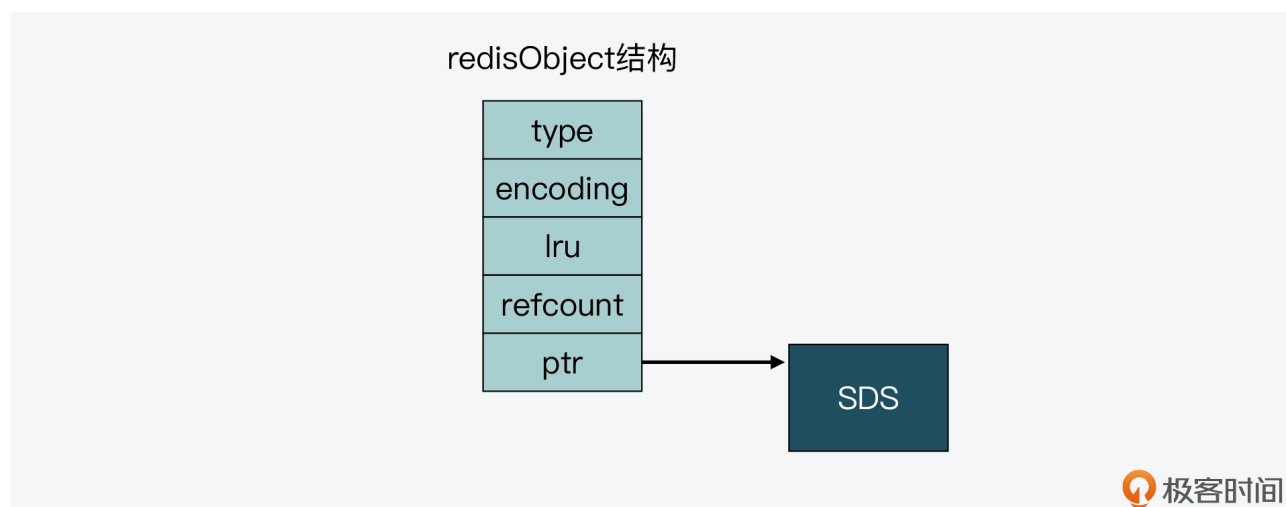 redisObject结构
type
encoding
lru
refcount
ptr
SDS
极客时间